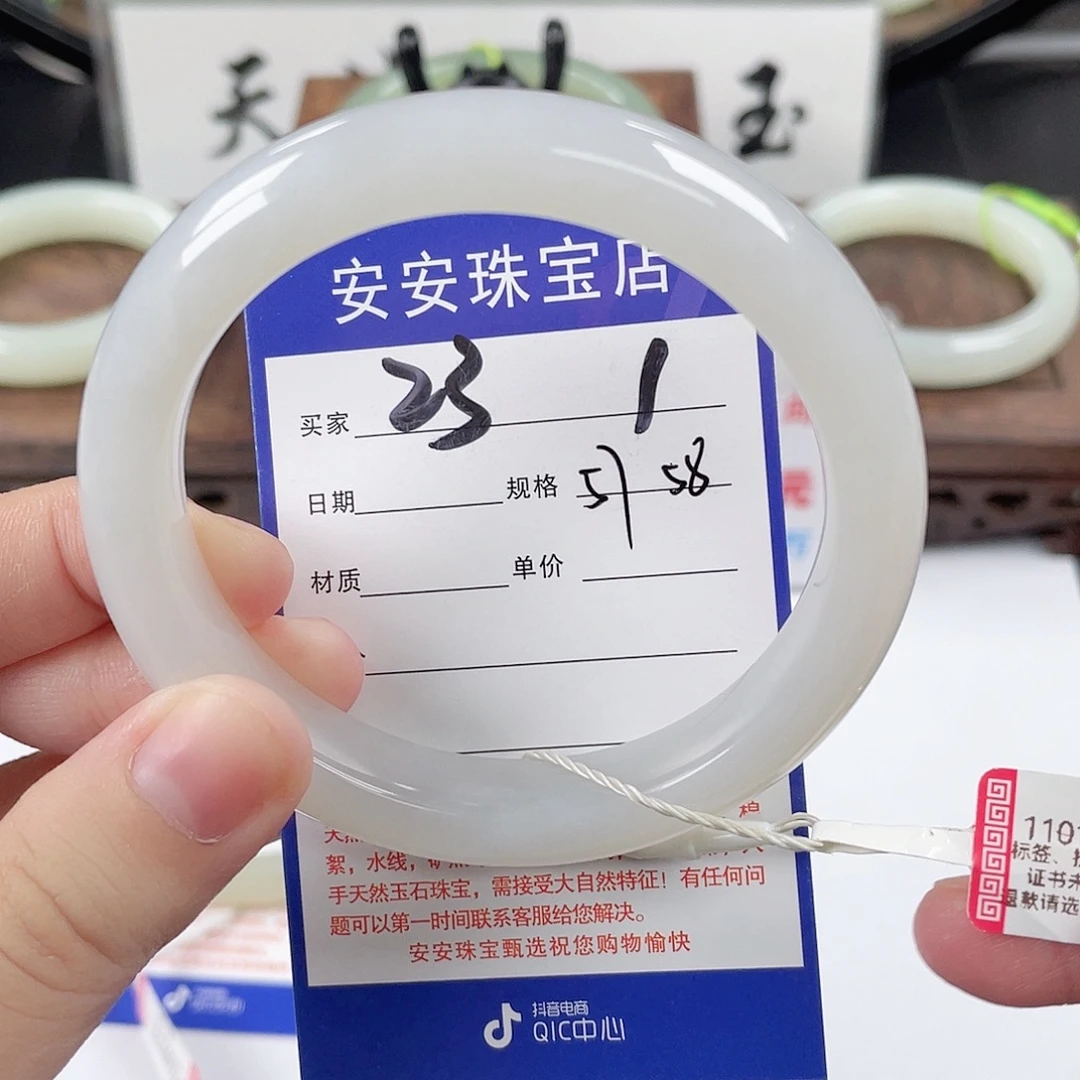 天 玉
安安珠宝店
买家 23 1
日期 规格 57 58
材质 单价
天然
絮，水线，矿
手天然玉石珠宝，需接受大自然特征！有任何问
题可以第一时间联系客服给您解决。
安安珠宝甄选祝您购物愉快
抖音电商
QIC中心
110
标签、
证书未
退款请选